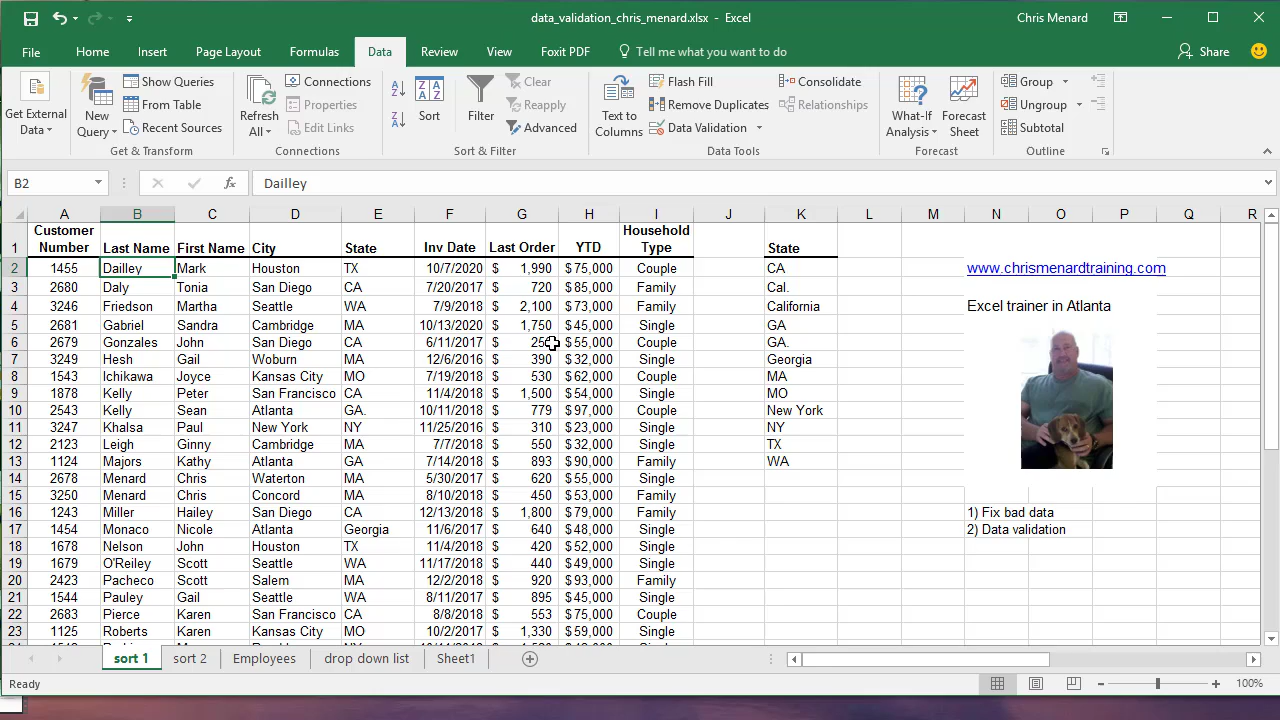 data_validation_chris_menard.xlsx - Excel
Chris Menard
File Home Insert Page Layout Formulas Data Review View Foxit PDF Tell me what you want to do Share
Get External Data
New Query
Show Queries
From Table
Recent Sources
Get & Transform
Refresh All
Connections
Properties
Edit Links
Connections
Sort
Filter
Clear
Reapply
Advanced
Sort & Filter
Text to Columns
Flash Fill
Remove Duplicates
Data Validation
Consolidate
Relationships
Data Tools
What-If Analysis
Forecast Sheet
Forecast
Group
Ungroup
Subtotal
Outline
B2 fx Dailley
A B C D E F G H I J K L M N O P Q R
1 Customer Number Last Name First Name City State Inv Date Last Order YTD Household Type State
2 1455 Dailley Mark Houston TX 10/7/2020 $ 1,990 $ 75,000 Couple CA www.chrismenardtraining.com
3 2680 Daly Tonia San Diego CA 7/20/2017 $ 720 $ 85,000 Family Cal.
4 3246 Friedson Martha Seattle WA 7/9/2018 $ 2,100 $ 73,000 Family California Excel trainer in Atlanta
5 2681 Gabriel Sandra Cambridge MA 10/13/2020 $ 1,750 $ 45,000 Single GA
6 2679 Gonzales John San Diego CA 6/11/2017 $ 25 $ 55,000 Couple GA.
7 3249 Hesh Gail Woburn MA 12/6/2016 $ 390 $ 32,000 Single Georgia
8 1543 Ichikawa Joyce Kansas City MO 7/19/2018 $ 530 $ 62,000 Couple MA
9 1878 Kelly Peter San Francisco CA 11/4/2018 $ 1,500 $ 54,000 Single MO
10 2543 Kelly Sean Atlanta GA. 10/11/2018 $ 779 $ 97,000 Couple New York
11 3247 Khalsa Paul New York NY 11/25/2016 $ 310 $ 23,000 Single NY
12 2123 Leigh Ginny Cambridge MA 7/7/2018 $ 550 $ 32,000 Single TX
13 1124 Majors Kathy Atlanta GA 7/14/2018 $ 893 $ 90,000 Family WA
14 2678 Menard Chris Waterton MA 5/30/2017 $ 620 $ 55,000 Single
15 3250 Menard Chris Concord MA 8/10/2018 $ 450 $ 53,000 Family
16 1243 Miller Hailey San Diego CA 12/13/2018 $ 1,800 $ 79,000 Family 1) Fix bad data
17 1454 Monaco Nicole Atlanta Georgia 11/6/2017 $ 640 $ 48,000 Single 2) Data validation
18 1678 Nelson John Houston TX 11/4/2018 $ 420 $ 52,000 Single
19 1679 O'Reiley Scott Seattle WA 11/17/2018 $ 440 $ 49,000 Single
20 2423 Pacheco Scott Salem MA 12/2/2018 $ 920 $ 93,000 Family
21 1544 Pauley Gail Seattle WA 8/11/2017 $ 895 $ 45,000 Single
22 2683 Pierce Karen San Francisco CA 8/8/2018 $ 553 $ 75,000 Couple
23 1125 Roberts Karen Kansas City MO 10/2/2017 $ 1,330 $ 59,000 Single
sort 1 sort 2 Employees drop down list Sheet1
Ready 100%